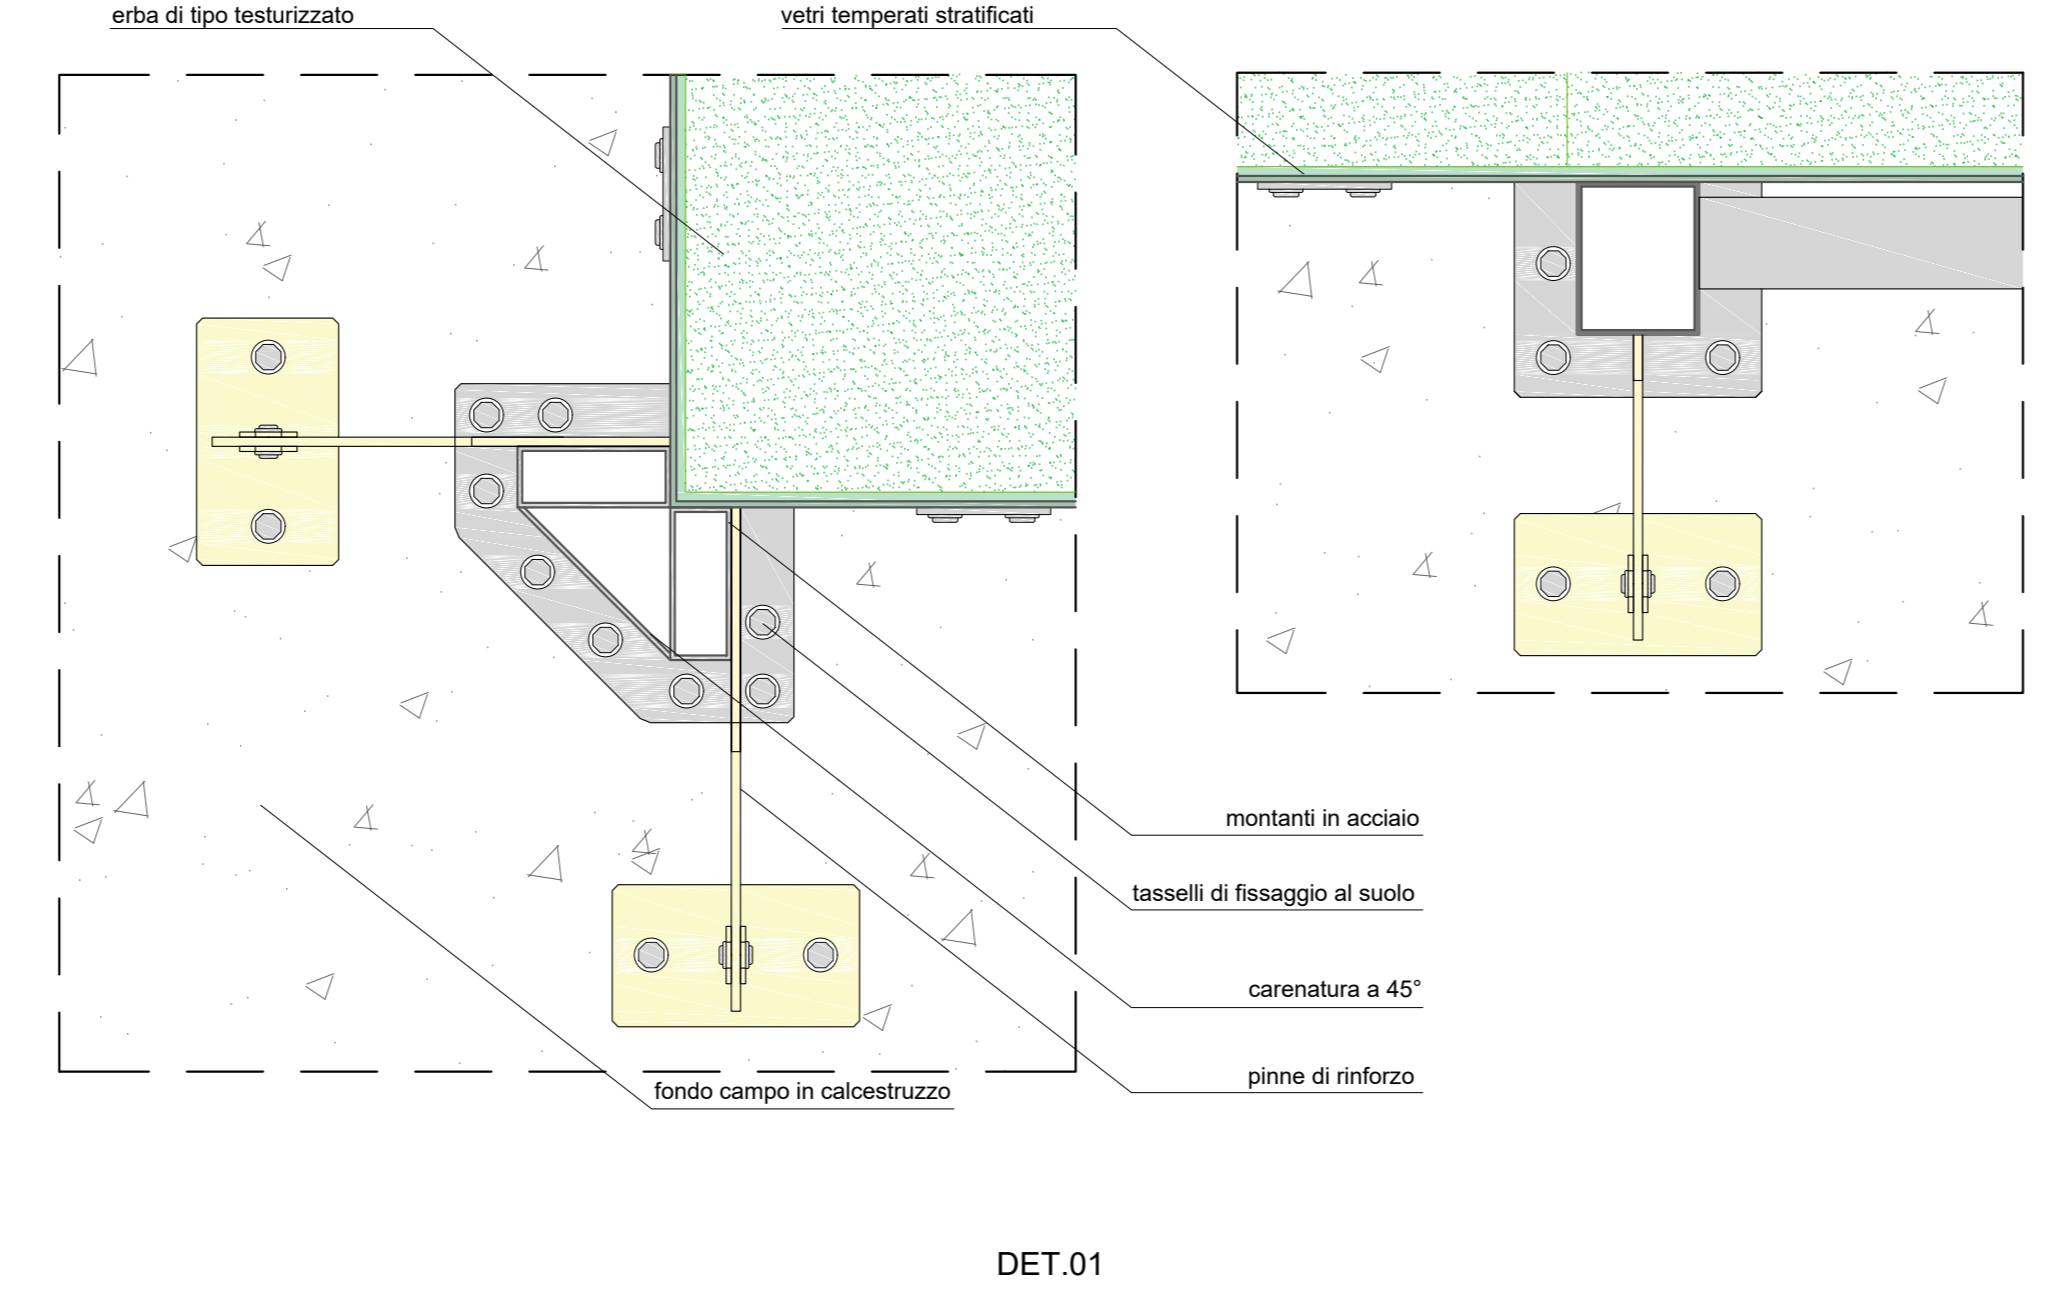 erba di tipo testurizzato
vetri temperati stratificati
montanti in acciaio
tasselli di fissaggio al suolo
carenatura a 45°
pinne di rinforzo
fondo campo in calcestruzzo
DET.01